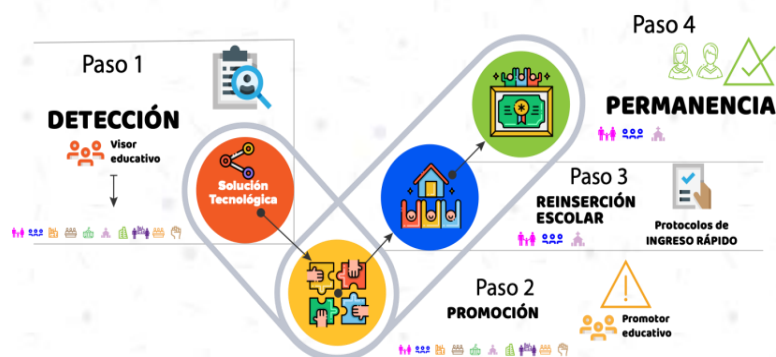 Paso 1
DETECCIÓN
Visor
educativo
Solución
Tecnológica
Paso 2
PROMOCIÓN
Promotor
educativo
Paso 3
REINSERCIÓN
ESCOLAR
Protocolos de
INGRESO RÁPIDO
Paso 4
PERMANENCIA